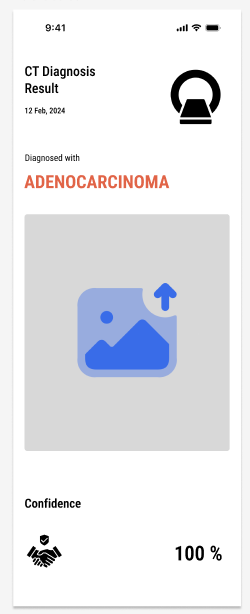 9:41
CT Diagnosis
Result
12 Feb, 2024
Diagnosed with
ADENOCARCINOMA
Confidence
100 %